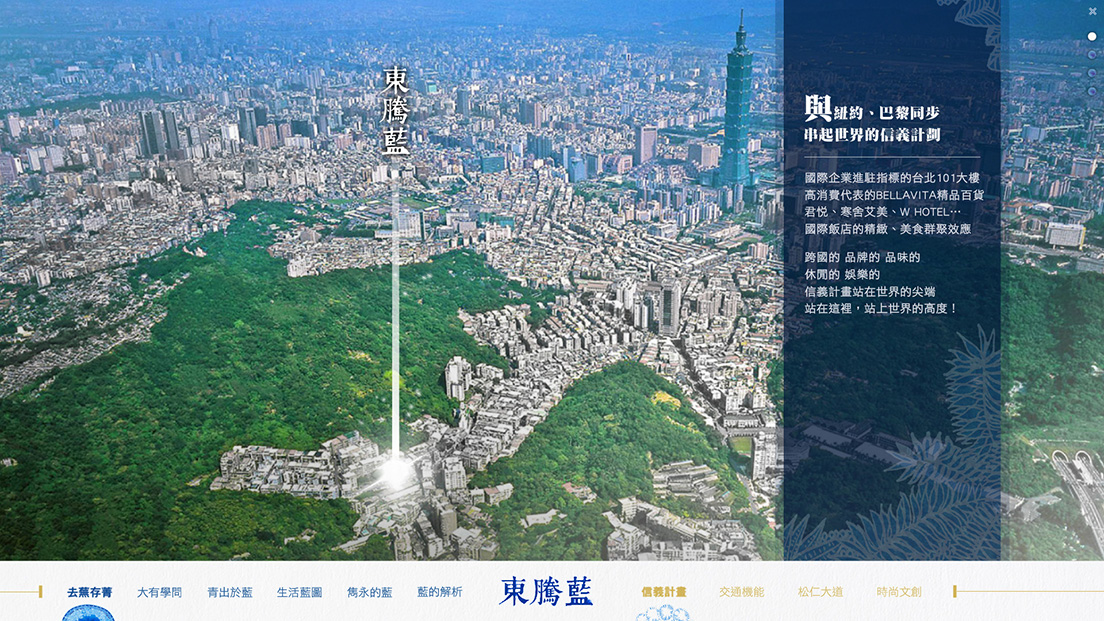 東騰藍
與紐約、巴黎同步
串起世界的信義計劃
國際企業進駐指標的台北101大樓
高消費代表的BELLAVITA精品百貨
君悅、寒舍艾美、W HOTEL⋯
國際飯店的精緻、美食群聚效應
跨國的 品牌的 品味的
休閒的 娛樂的
信義計畫站在世界的尖端
站在這裡，站上世界的高度！
去蕪存菁 大有學問 青出於藍 生活藍圖 雋永的藍 藍的解析 東騰藍 信義計畫 交通機能 松仁大道 時尚文創